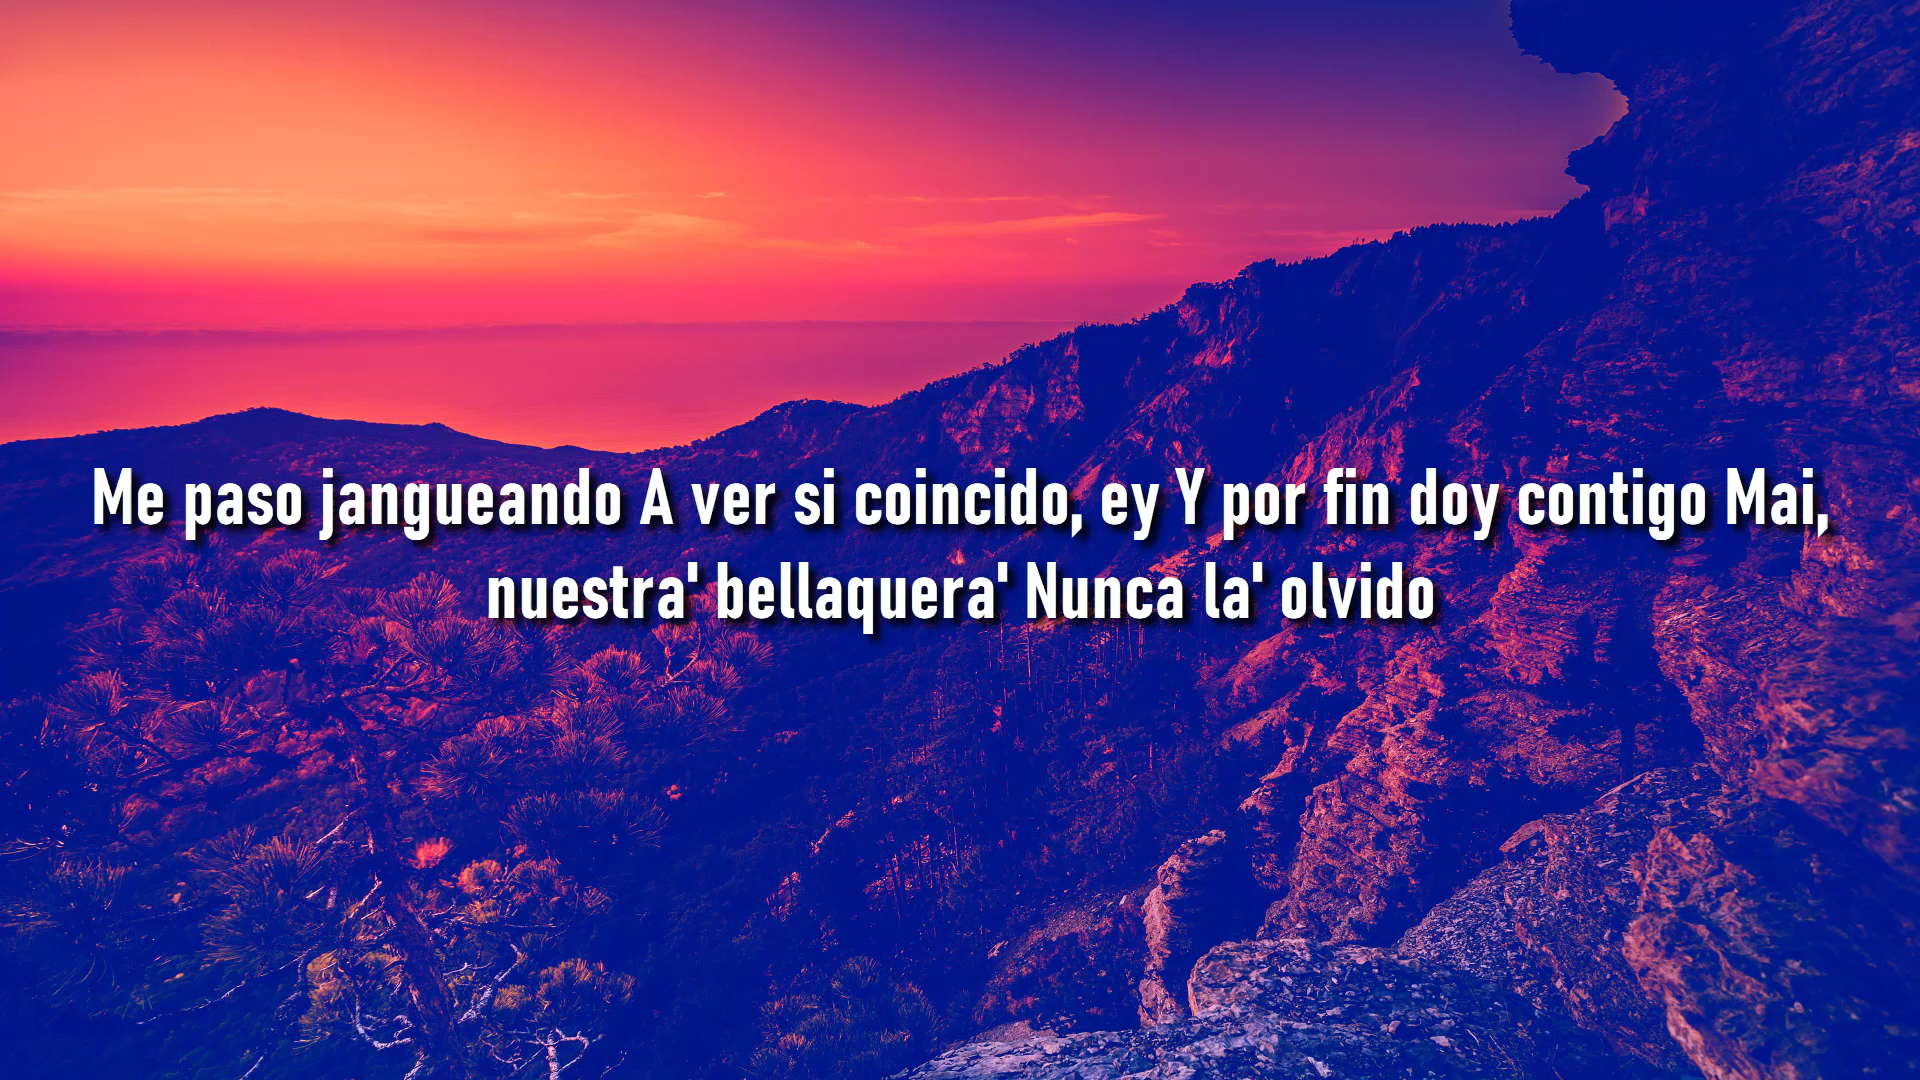 Me paso jangueando A ver si coincido, ey Y por fin doy contigo Mai,
nuestra' bellaquera' Nunca la' olvido